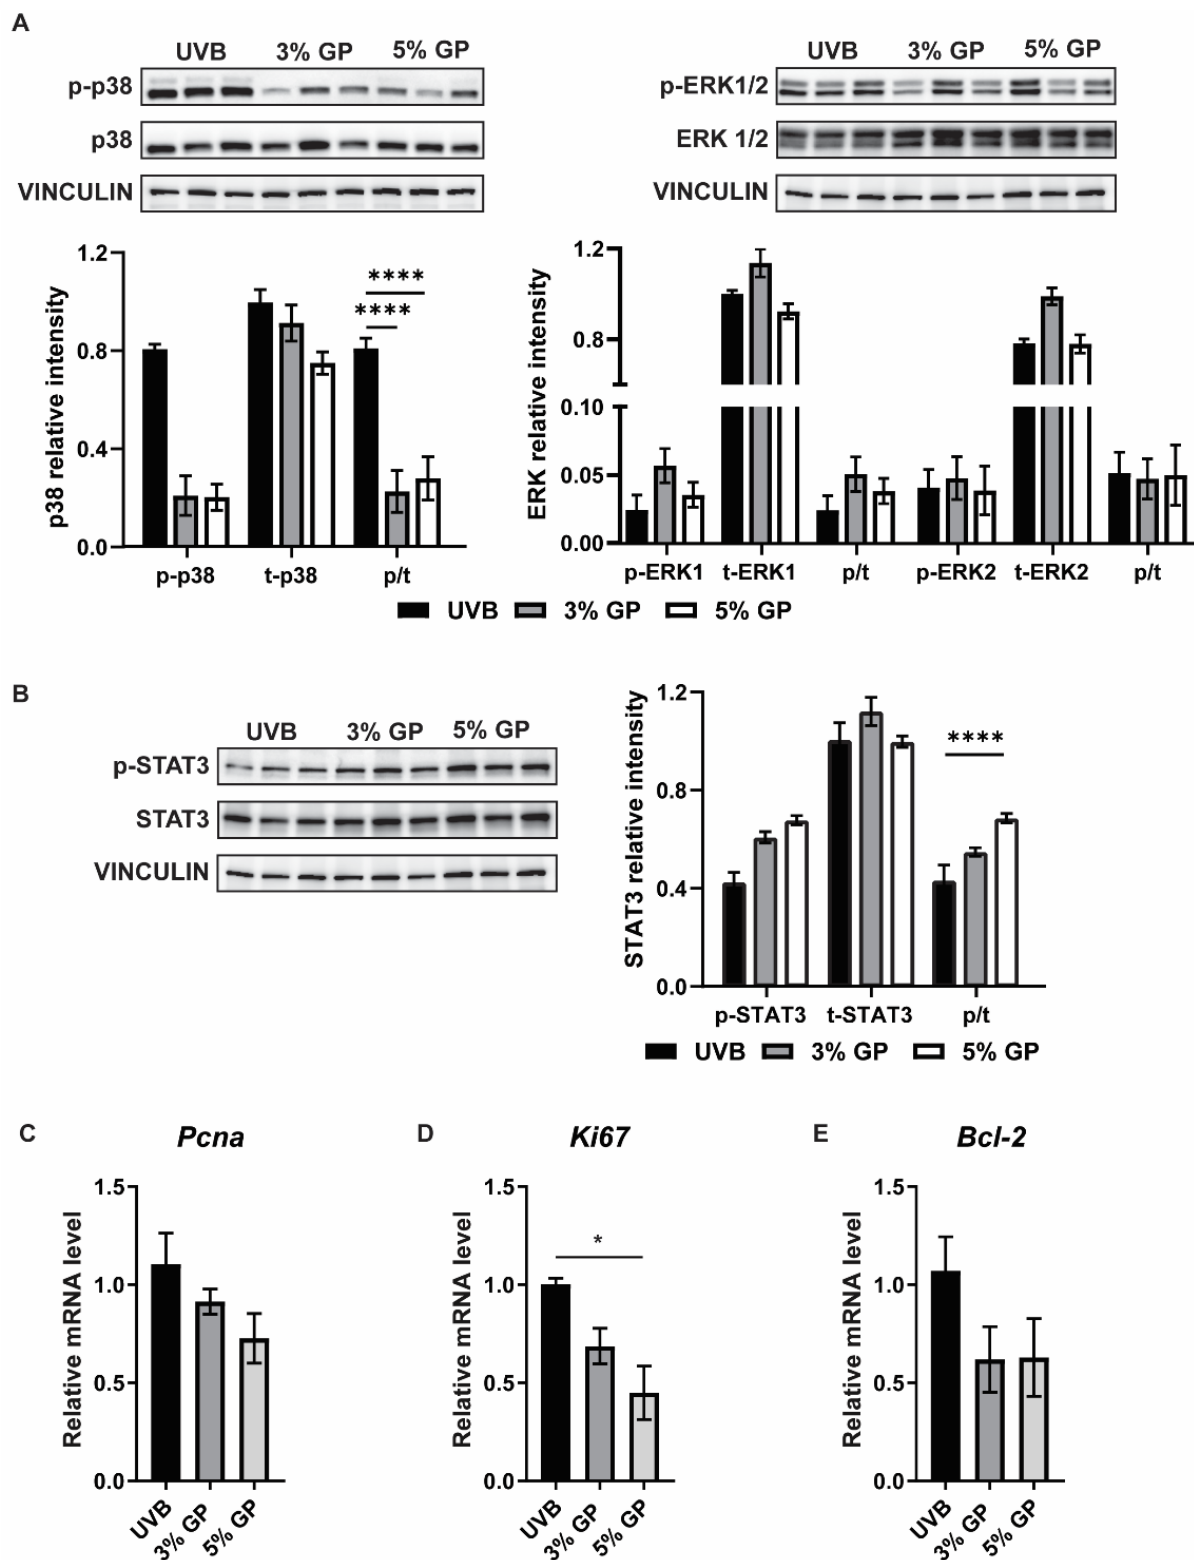 A
UVB 3% GP 5% GP
p-p38
p38
VINCULIN
UVB 3% GP 5% GP
p-ERK1/2
ERK 1/2
VINCULIN
p38 relative intensity
1.2
0.8
0.4
0.0
****
****
p-p38 t-p38 p/t
ERK relative intensity
1.2
0.8
0.10
0.05
0.00
p-ERK1 t-ERK1 p/t p-ERK2 t-ERK2 p/t
UVB 3% GP 5% GP
B
UVB 3% GP 5% GP
p-STAT3
STAT3
VINCULIN
STAT3 relative intensity
1.2
0.8
0.4
0.0
****
p-STAT3 t-STAT3 p/t
UVB 3% GP 5% GP
C
Pcna
Relative mRNA level
1.5
1.0
0.5
0.0
UVB 3% GP 5% GP
D
Ki67
Relative mRNA level
1.5
1.0
0.5
0.0
*
UVB 3% GP 5% GP
E
Bcl-2
Relative mRNA level
1.5
1.0
0.5
0.0
UVB 3% GP 5% GP